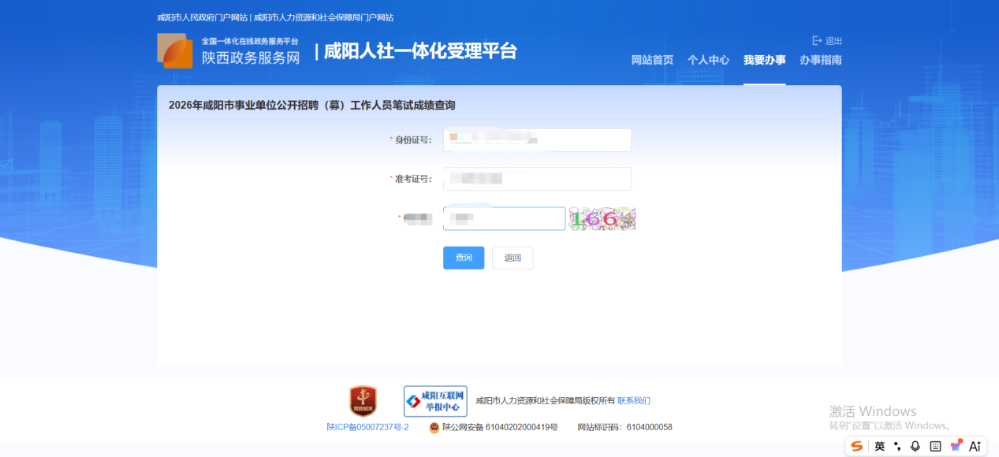 咸阳市人民政府门户网站 | 咸阳市人力资源和社会保障局门户网站
全国一体化在线政务服务平台
陕西政务服务网
| 咸阳人社一体化受理平台
退出
网站首页 个人中心 我要办事 办事指南
2026年咸阳市事业单位公开招聘（募）工作人员笔试成绩查询
* 身份证号：
* 准考证号：
*
1664
查询 返回
党政机关
咸阳互联网
举报中心
咸阳市人力资源和社会保障局版权所有 联系我们
陕ICP备05007237号-2 陕公网安备 61040202000419号 网站标识码：6104000058
激活 Windows
转到"设置"以激活 Windows。
S 英 AI